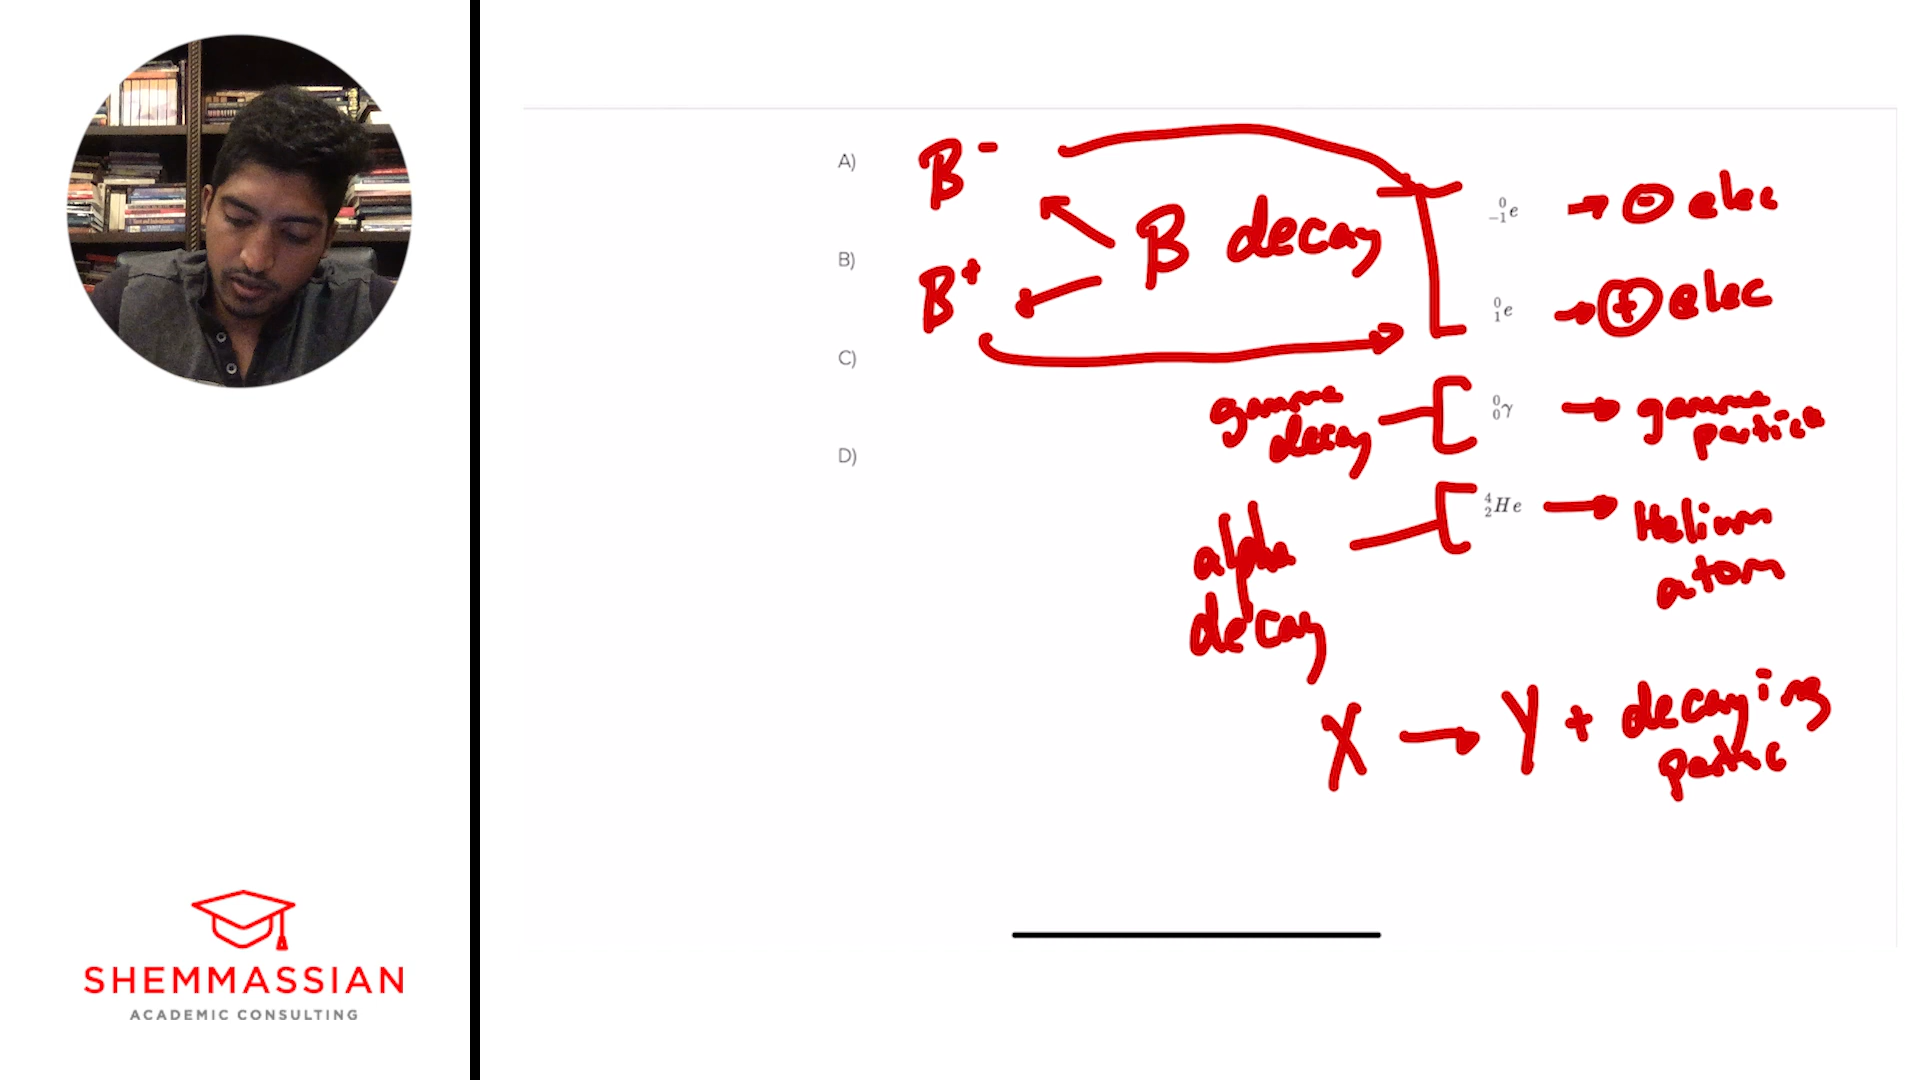 A)
B⁻
B decay
⁰₋₁e → ⊖ elec
B)
B⁺
⁰₁e → ⊕ elec
C)
gamma
decay
⁰₀γ → gamma
particle
D)
⁴₂He → Helium
atom
alpha
decay
X → Y + decaying
SHEMMASSIAN
ACADEMIC CONSULTING